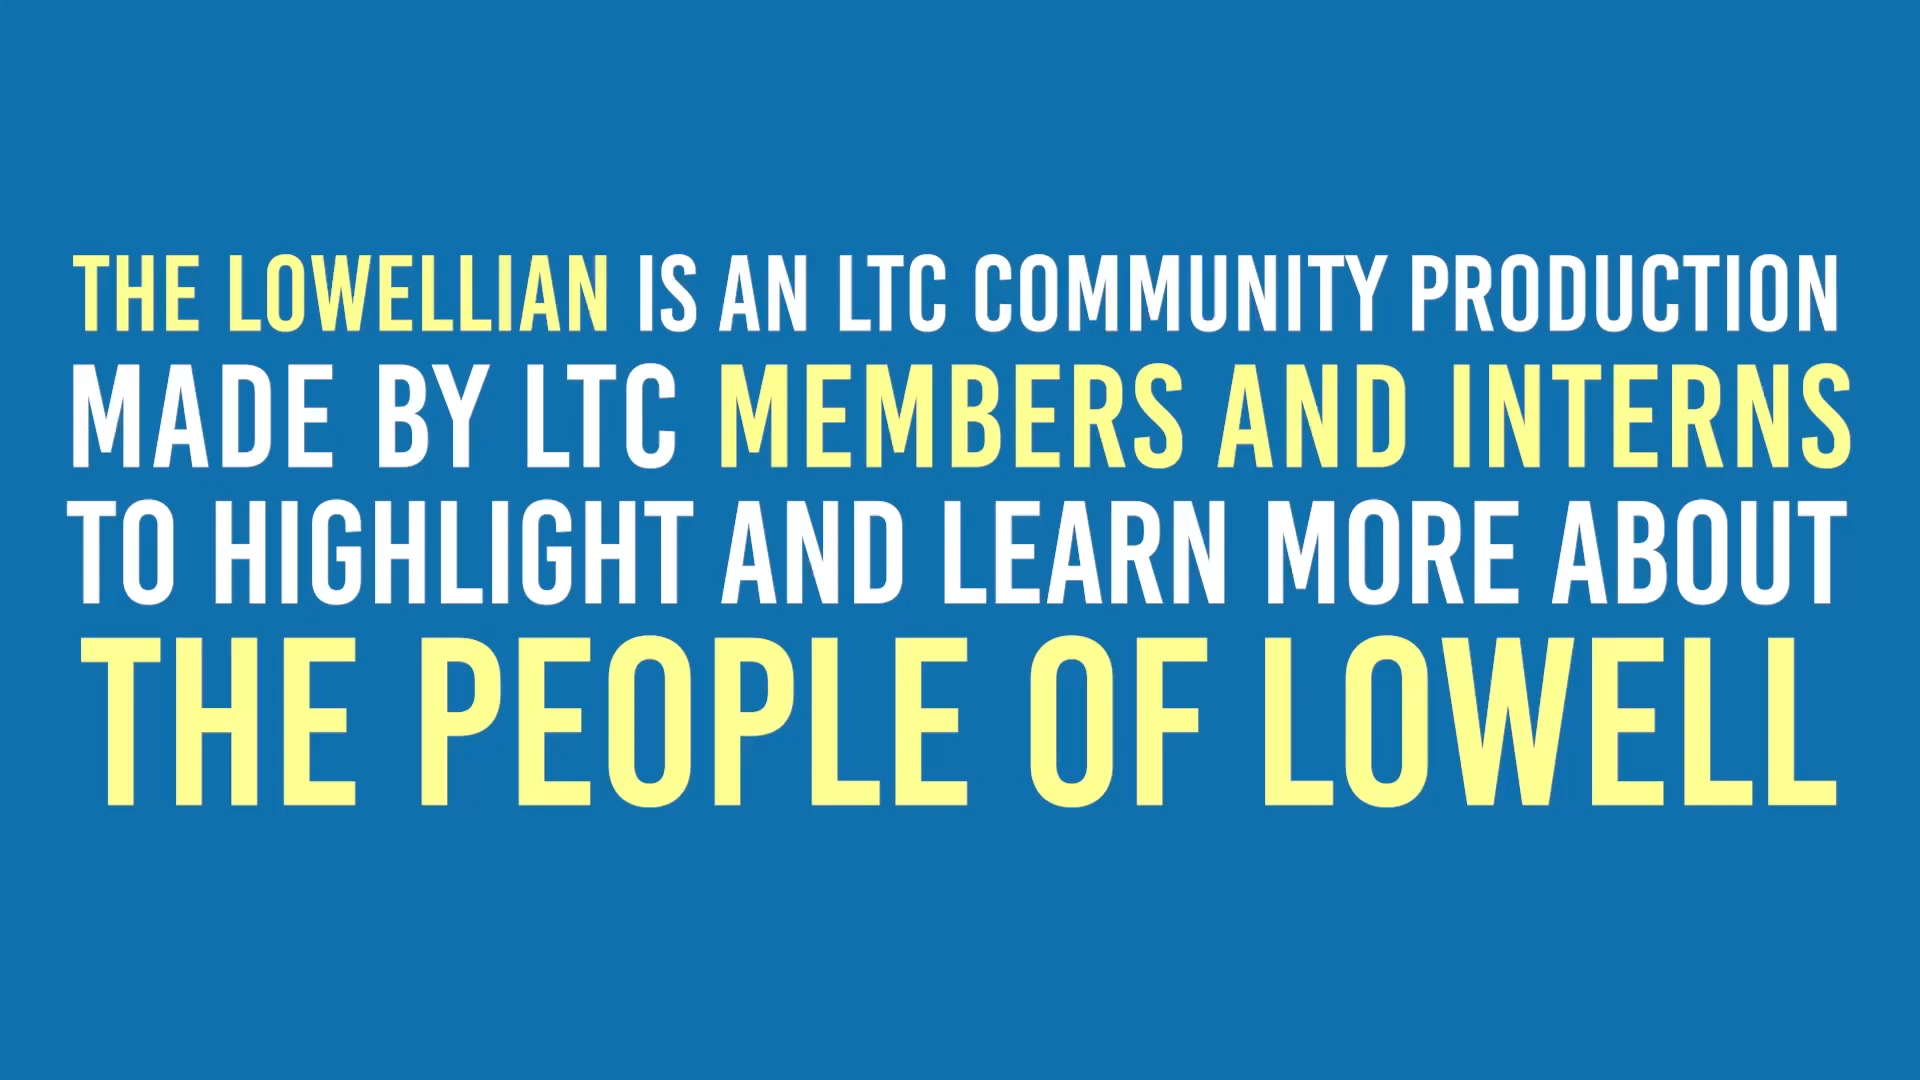 THE LOWELLIAN IS AN LTC COMMUNITY PRODUCTION
MADE BY LTC MEMBERS AND INTERNS
TO HIGHLIGHT AND LEARN MORE ABOUT
THE PEOPLE OF LOWELL